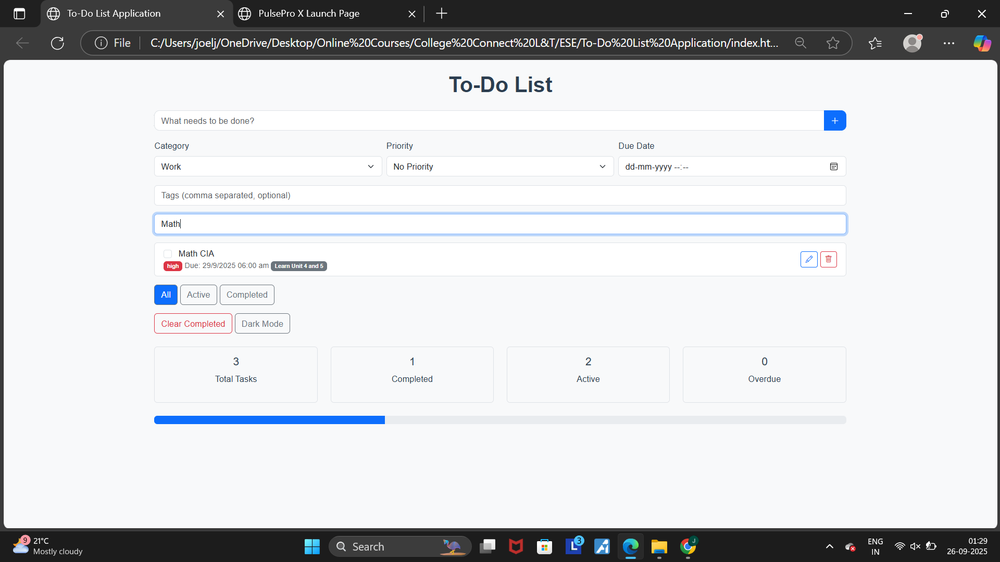 To-Do List Application
PulsePro X Launch Page
File
C:/Users/joelj/OneDrive/Desktop/Online%20Courses/College%20Connect%20L&T/ESE/To-Do%20List%20Application/index.ht...
To-Do List
What needs to be done?
+
Category
Priority
Due Date
Work
No Priority
dd-mm-yyyy --:--
Tags (comma separated, optional)
Math
Math CIA
high Due: 29/9/2025 06:00 am Learn Unit 4 and 5
All
Active
Completed
Clear Completed
Dark Mode
3
Total Tasks
1
Completed
2
Active
0
Overdue
9
21°C
Mostly cloudy
Search
L
3
J
ENG
IN
01:29
26-09-2025